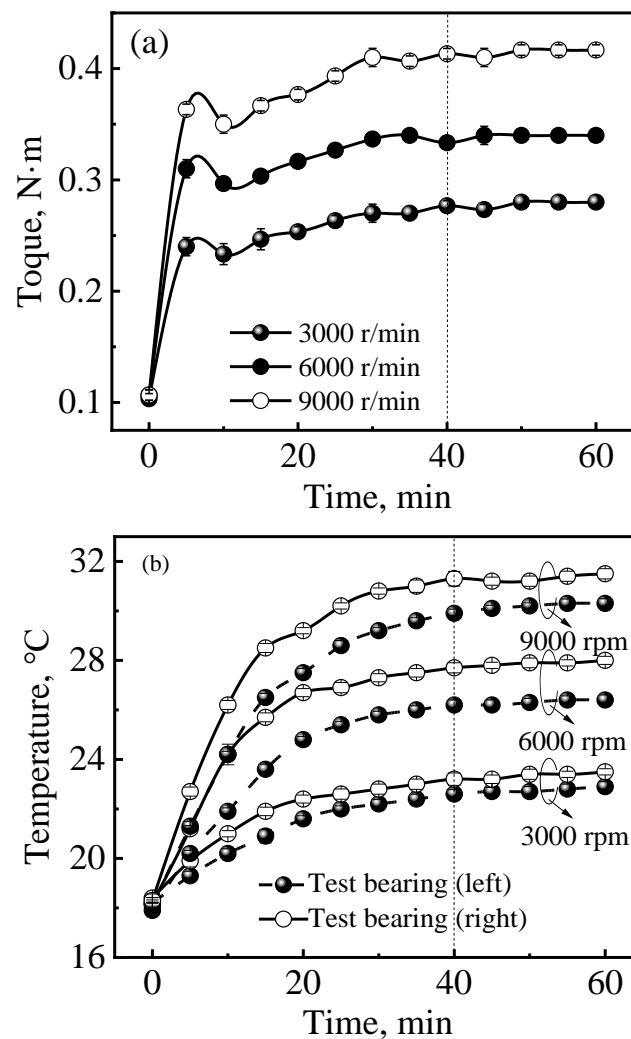 (a)
0.4
0.3
0.2
0.1
Toque, N·m
3000 r/min
6000 r/min
9000 r/min
0
20
40
60
Time, min
(b)
32
28
24
20
16
Temperature, °C
9000 rpm
6000 rpm
3000 rpm
Test bearing (left)
Test bearing (right)
0
20
40
60
Time, min